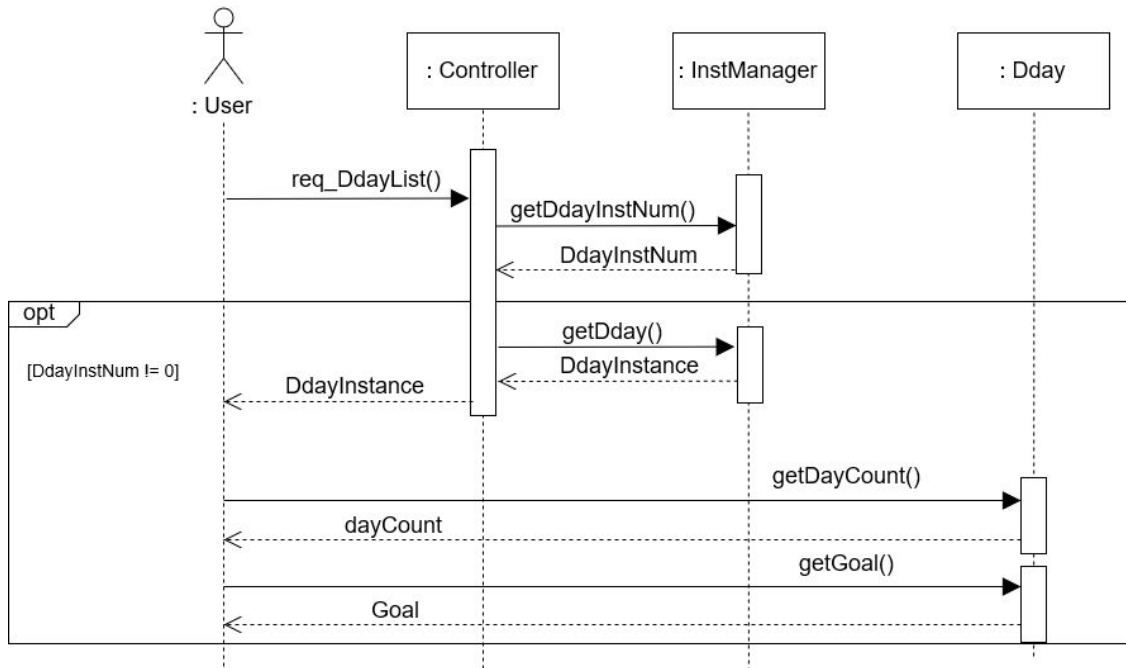 : User
: Controller
: InstManager
: Dday
req_DdayList()
getDdayInstNum()
DdayInstNum
opt
[DdayInstNum != 0]
getDday()
DdayInstance
DdayInstance
getDayCount()
dayCount
getGoal()
Goal